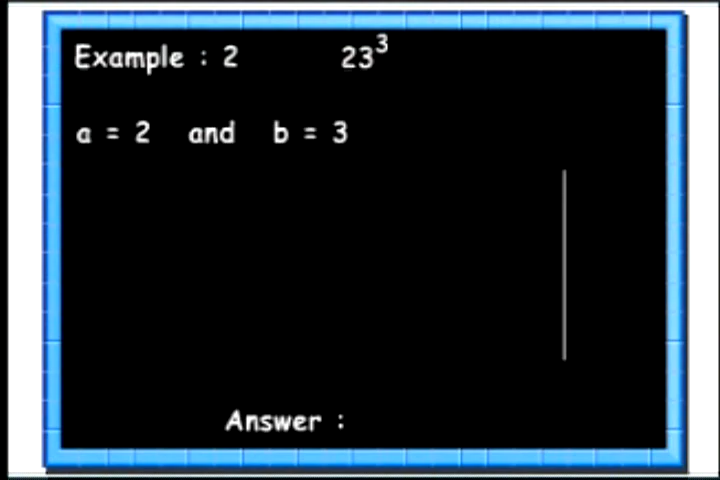 Example : 2 23³
a = 2 and b = 3
Answer :